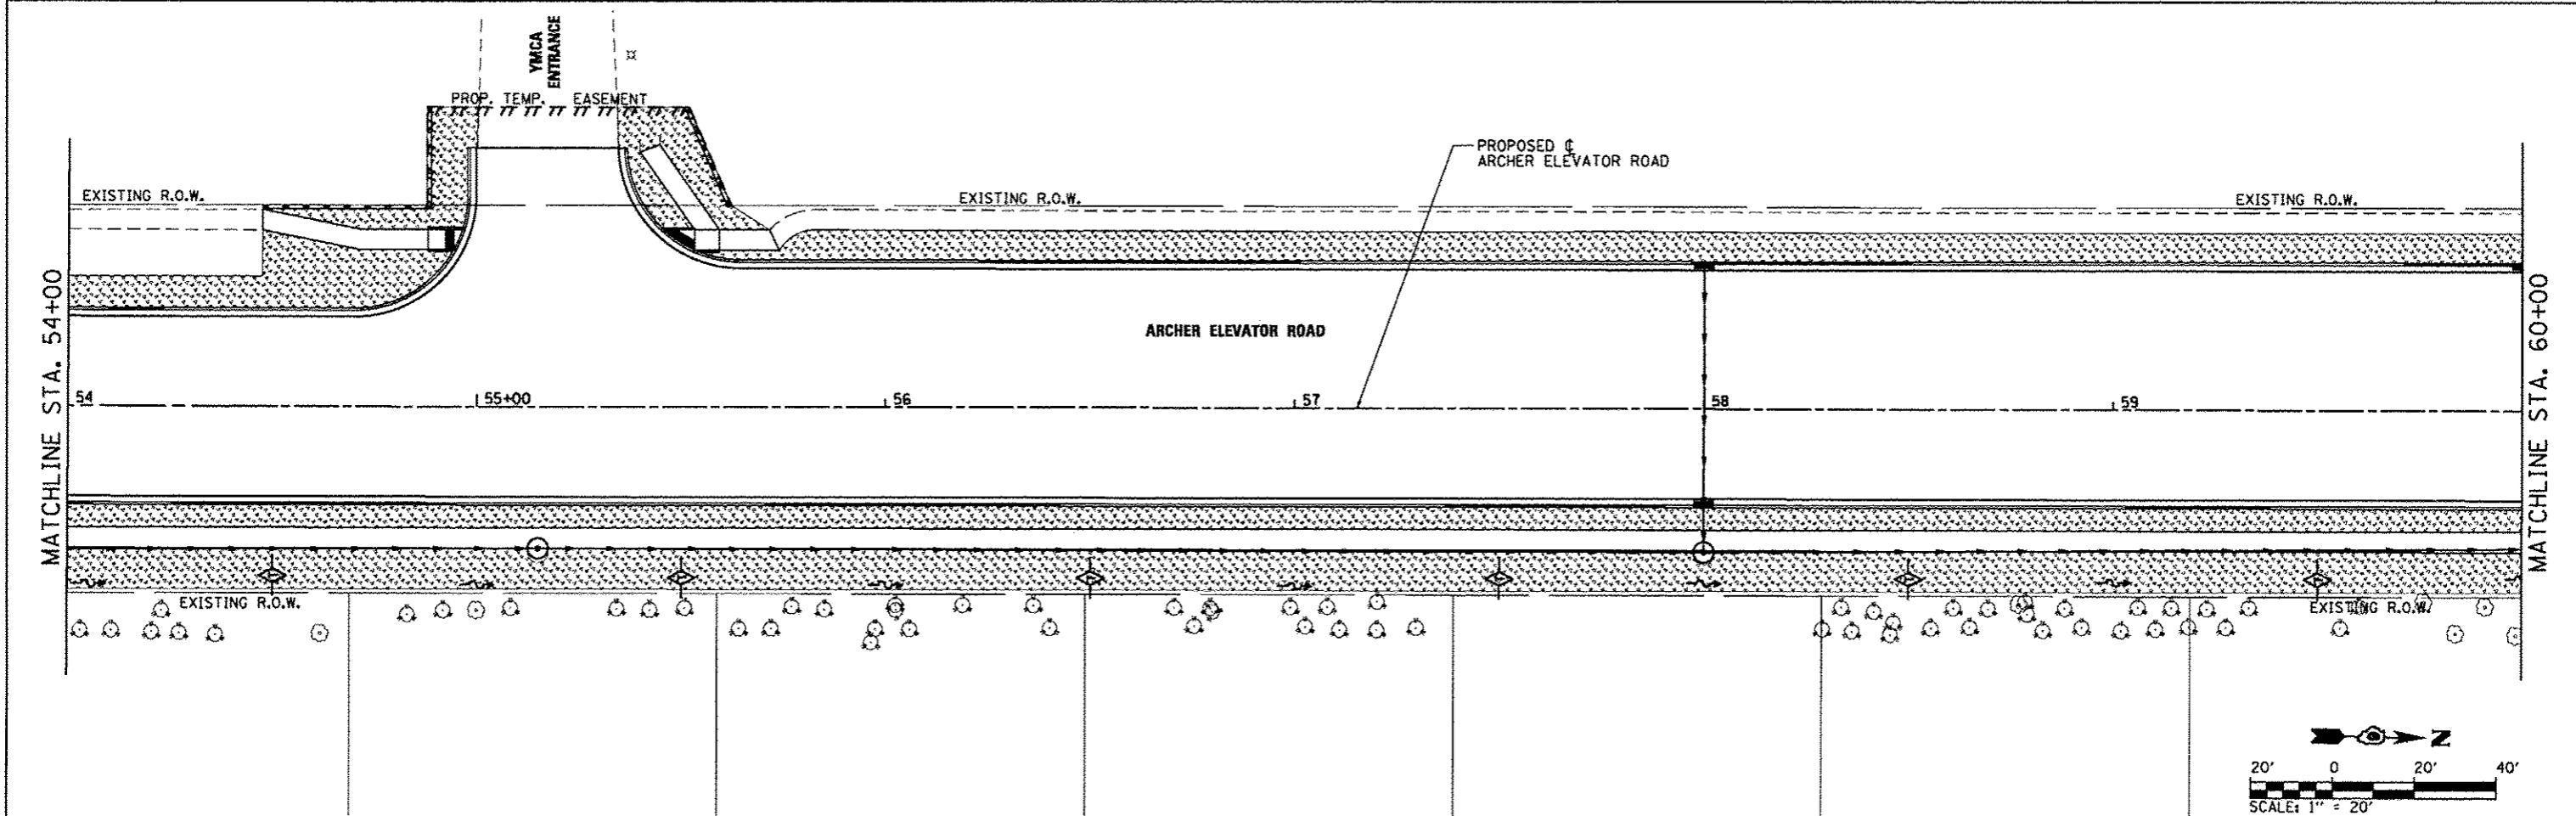 YMCA
ENTRANCE
PROP. TEMP. EASEMENT
PROPOSED ℄
ARCHER ELEVATOR ROAD
EXISTING R.O.W.
EXISTING R.O.W.
EXISTING R.O.W.
MATCHLINE STA. 54+00
ARCHER ELEVATOR ROAD
MATCHLINE STA. 60+00
54
55+00
56
57
58
59
EXISTING R.O.W.
EXISTING R.O.W.
N
20' 0 20' 40'
SCALE: 1" = 20'